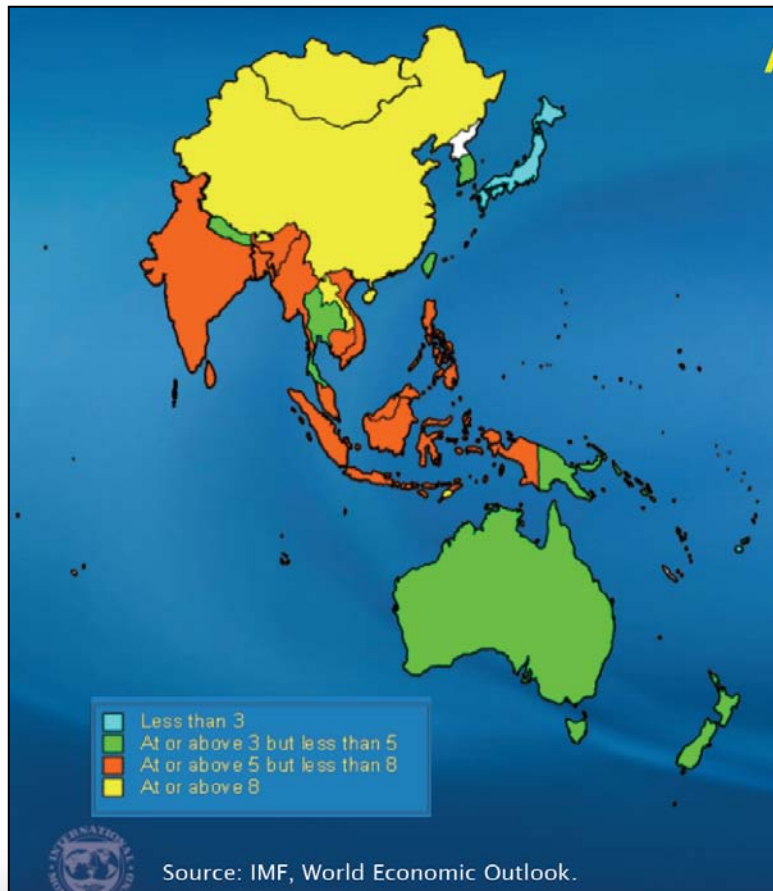 Less than 3
At or above 3 but less than 5
At or above 5 but less than 8
At or above 8
INTERNATIONAL
Source: IMF, World Economic Outlook.